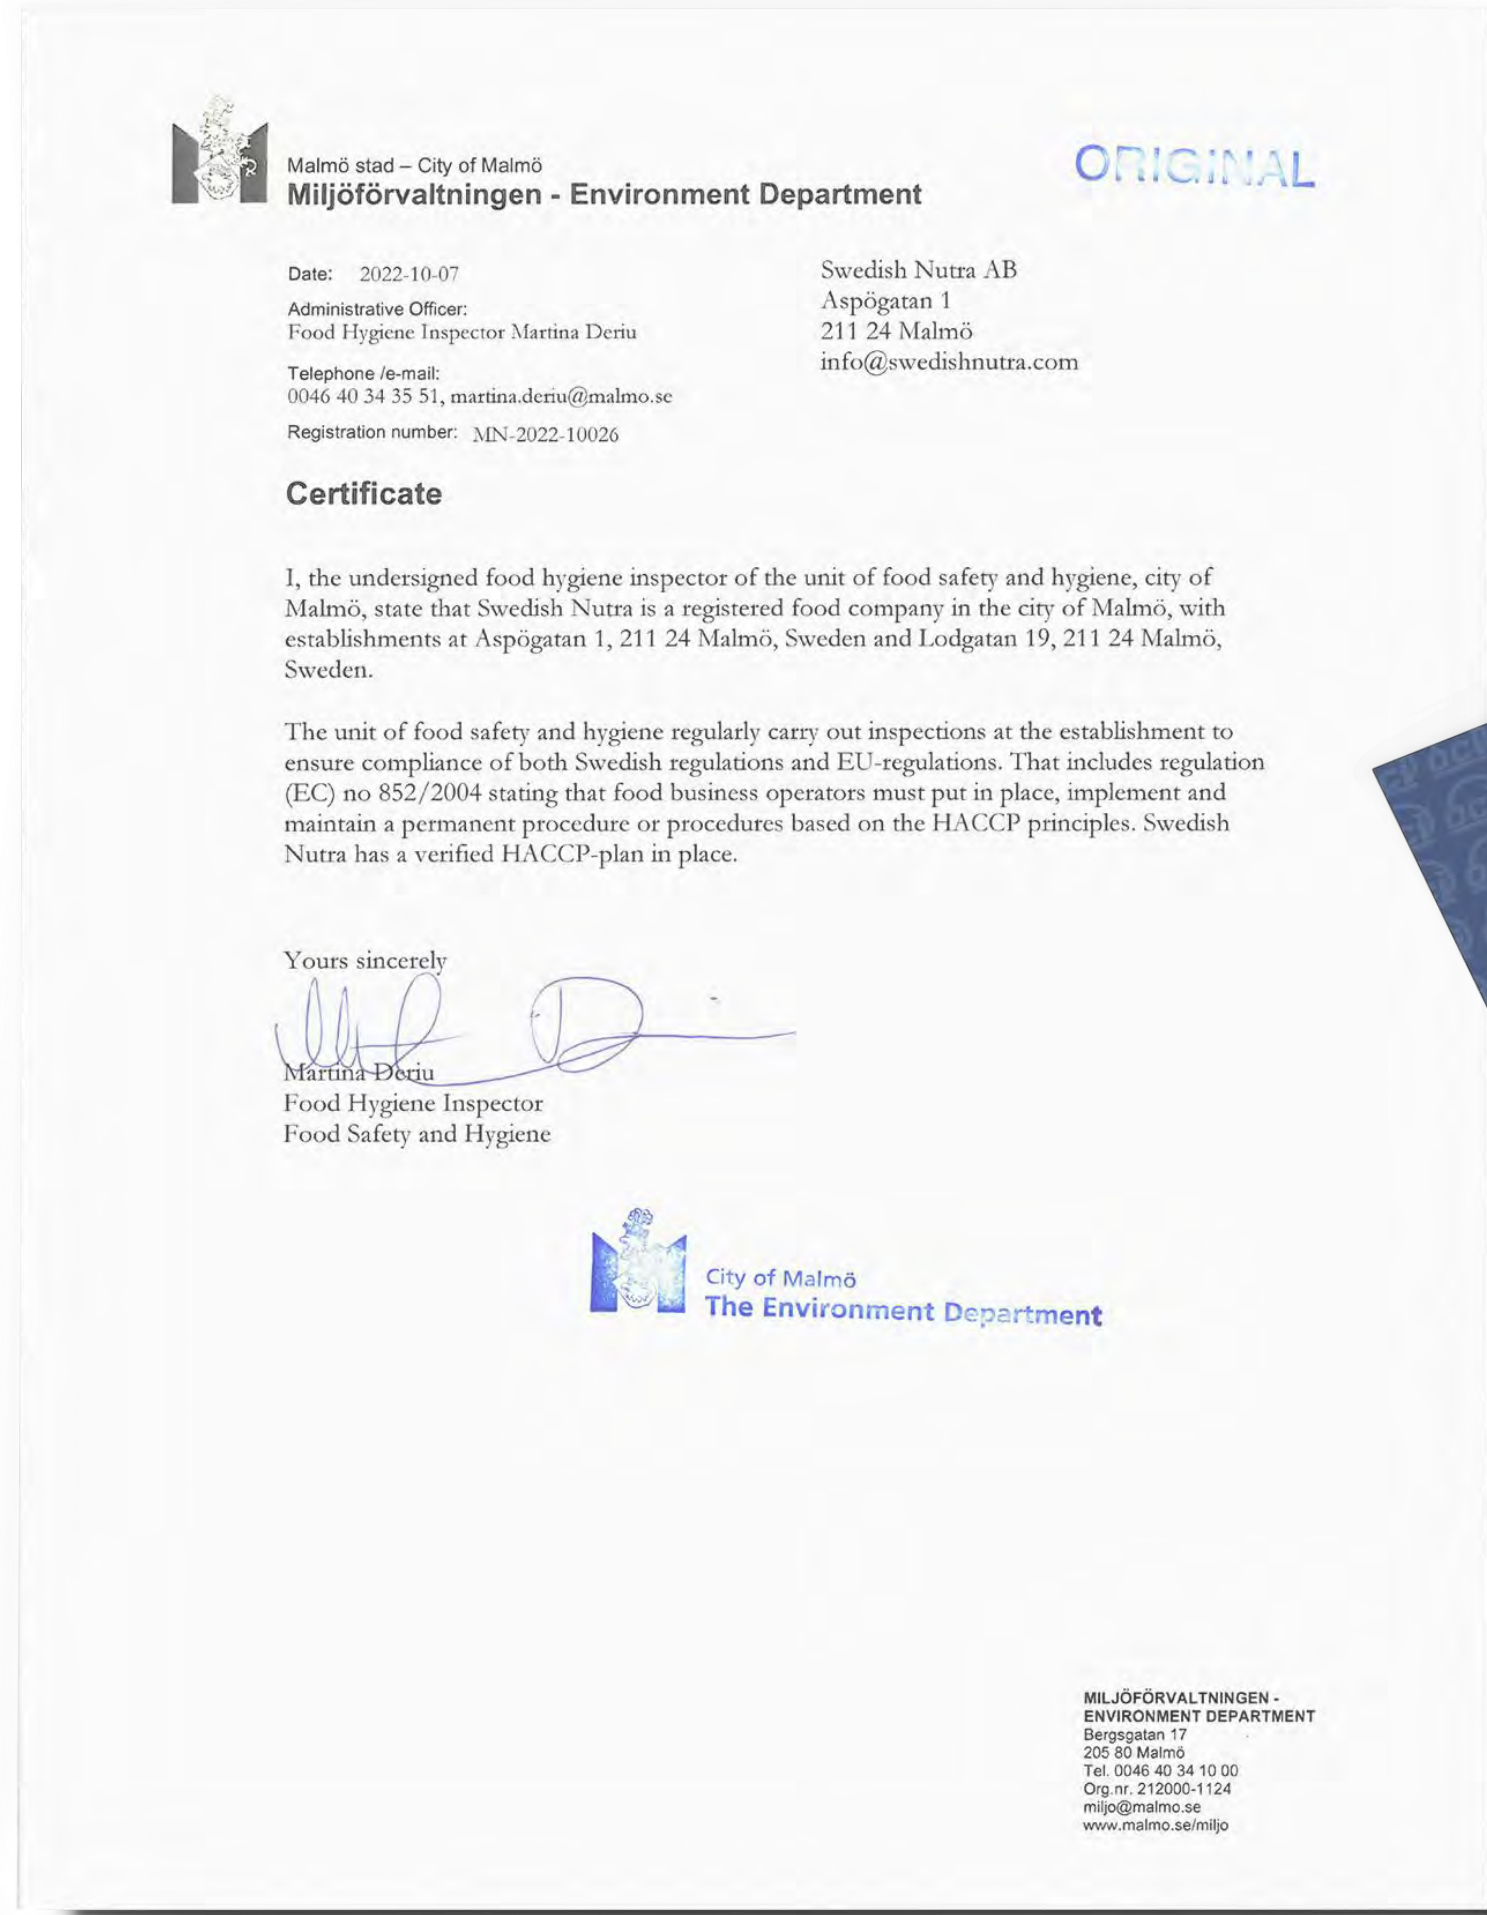 Malmö stad – City of Malmö
Miljöförvaltningen - Environment Department
ORIGINAL
Date: 2022-10-07
Administrative Officer:
Food Hygiene Inspector Martina Deriu
Telephone /e-mail:
0046 40 34 35 51, martina.deriu@malmo.se
Registration number: MN-2022-10026
Swedish Nutra AB
Aspögatan 1
211 24 Malmö
info@swedishnutra.com
Certificate
I, the undersigned food hygiene inspector of the unit of food safety and hygiene, city of
Malmö, state that Swedish Nutra is a registered food company in the city of Malmö, with
establishments at Aspögatan 1, 211 24 Malmö, Sweden and Lodgatan 19, 211 24 Malmö,
Sweden.
The unit of food safety and hygiene regularly carry out inspections at the establishment to
ensure compliance of both Swedish regulations and EU-regulations. That includes regulation
(EC) no 852/2004 stating that food business operators must put in place, implement and
maintain a permanent procedure or procedures based on the HACCP principles. Swedish
Nutra has a verified HACCP-plan in place.
Yours sincerely
Martina Deriu
Food Hygiene Inspector
Food Safety and Hygiene
City of Malmö
The Environment Department
MILJÖFÖRVALTNINGEN -
ENVIRONMENT DEPARTMENT
Bergsgatan 17
205 80 Malmö
Tel. 0046 40 34 10 00
Org.nr. 212000-1124
miljo@malmo.se
www.malmo.se/miljo